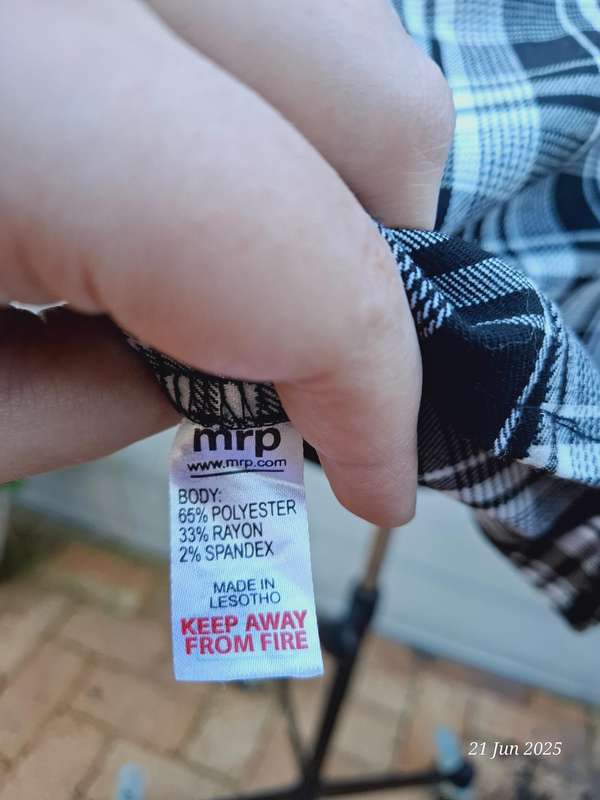 mrp
www.mrp.com
BODY:
65% POLYESTER
33% RAYON
2% SPANDEX
MADE IN
LESOTHO
KEEP AWAY
FROM FIRE
21 Jun 2025